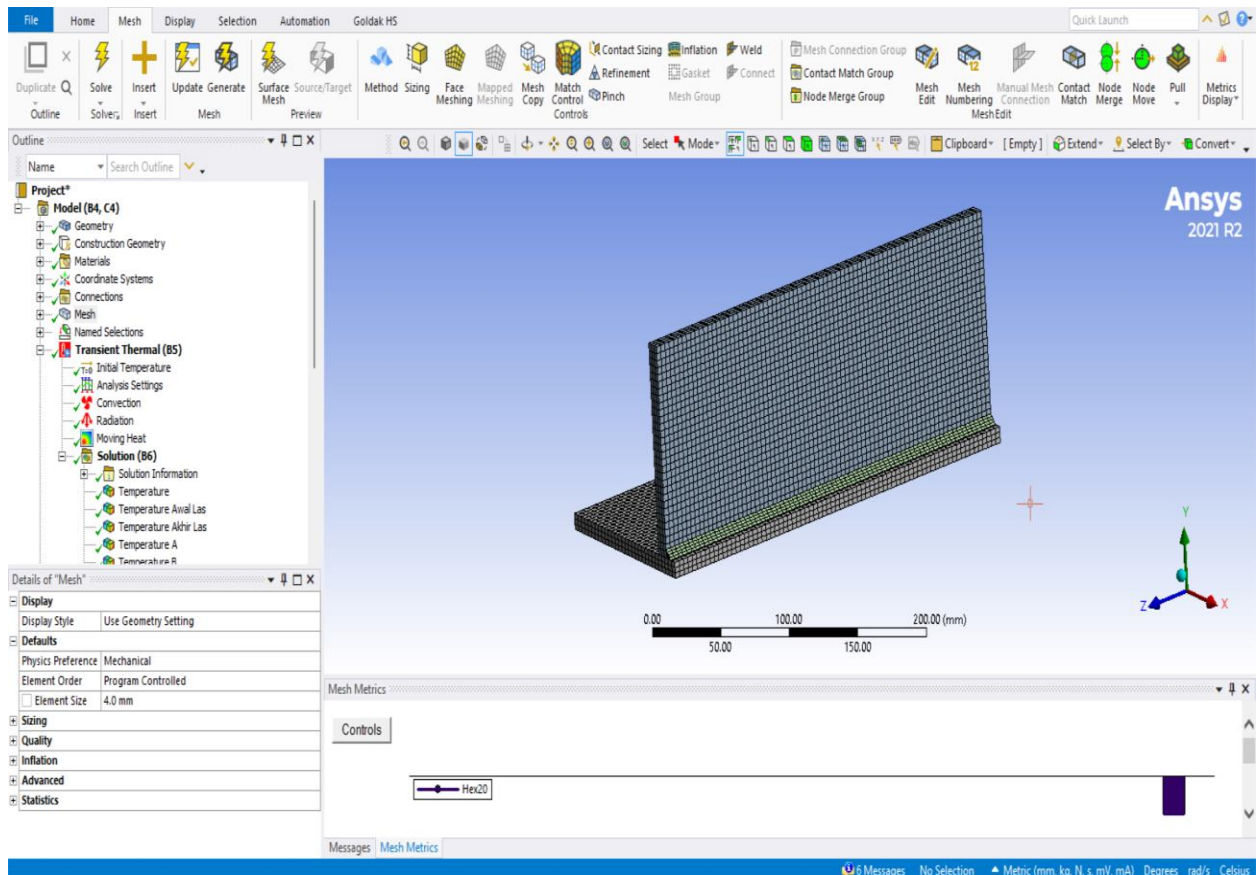 File Home Mesh Display Selection Automation Goldak HS Quick Launch
Duplicate Q Solve Insert Update Generate Surface Mesh Source/Target Method Sizing Face Meshing Mapped Meshing Mesh Copy Match Control Contact Sizing Refinement Pinch Inflation Gasket Mesh Group Weld Connect Mesh Connection Group Contact Match Group Node Merge Group Mesh Edit Mesh Numbering Manual Mesh Connection Contact Match Node Merge Node Move Pull Metrics Display
Outline Solver Insert Mesh Preview Controls Mesh Edit
Outline
Name Search Outline
Select Mode Clipboard [ Empty ] Extend Select By Convert
Project*
Model (B4, C4)
Geometry
Construction Geometry
Materials
Coordinate Systems
Connections
Mesh
Named Selections
Transient Thermal (B5)
T=0 Initial Temperature
Analysis Settings
Convection
Radiation
Moving Heat
Solution (B6)
Solution Information
Temperature
Temperature Awal Las
Temperature Akhir Las
Temperature A
Temperature B
Ansys
2021 R2
Y
Z X
0.00 100.00 200.00 (mm)
50.00 150.00
Details of "Mesh"
Display
Display Style Use Geometry Setting
Defaults
Physics Preference Mechanical
Element Order Program Controlled
Element Size 4.0 mm
Sizing
Quality
Inflation
Advanced
Statistics
Mesh Metrics
Controls
Hex20
Messages Mesh Metrics
6 Messages No Selection Metric (mm, kg, N, s, mV, mA) Degrees rad/s Celsius